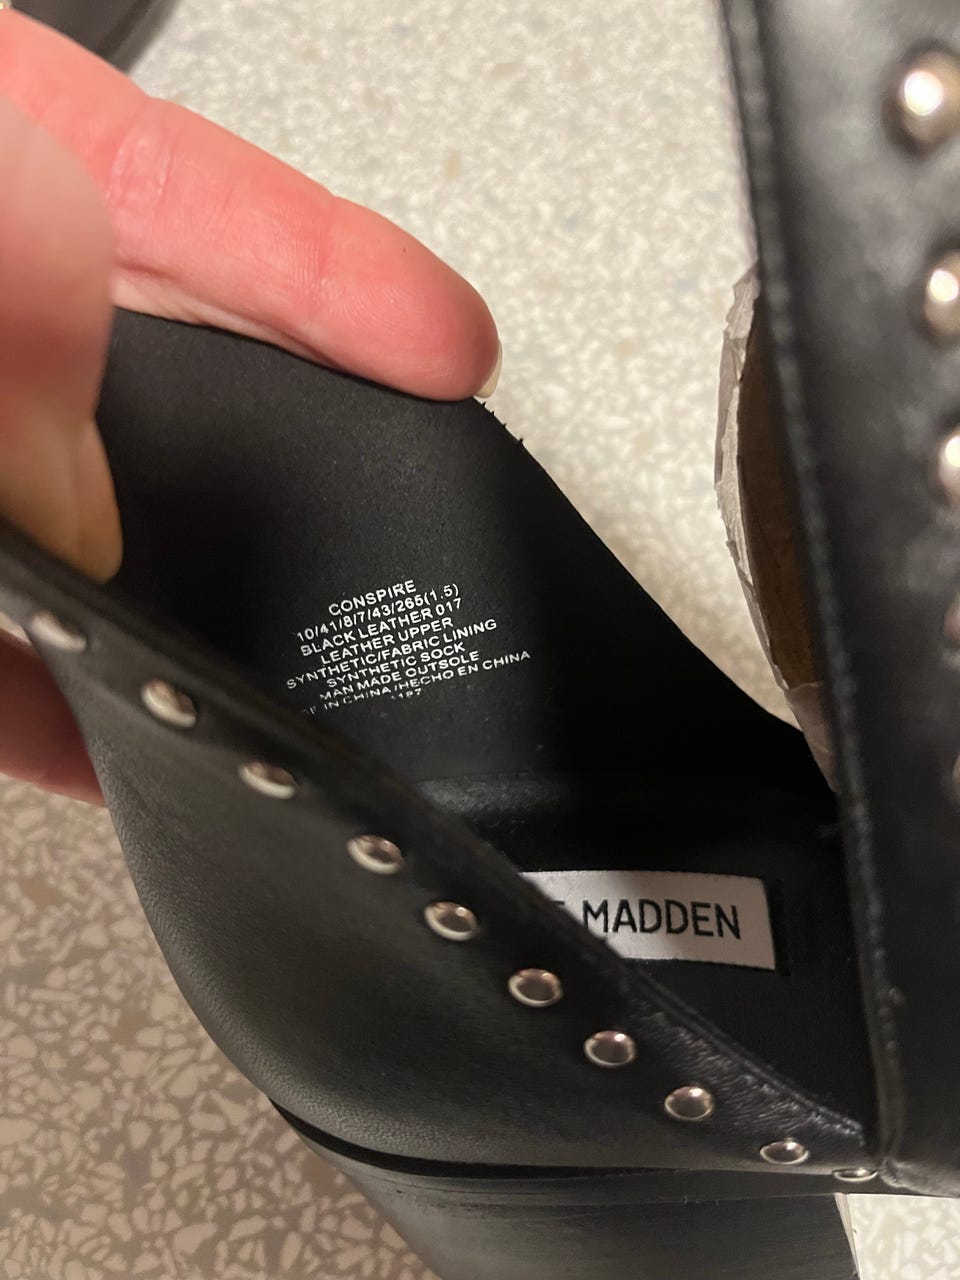 CONSPIRE
10/41/8/7/43/265(1.5)
BLACK LEATHER 017
LEATHER UPPER
SYNTHETIC/FABRIC LINING
SYNTHETIC SOCK
MAN MADE OUTSOLE
IN CHINA /HECHO EN CHINA
MADDEN